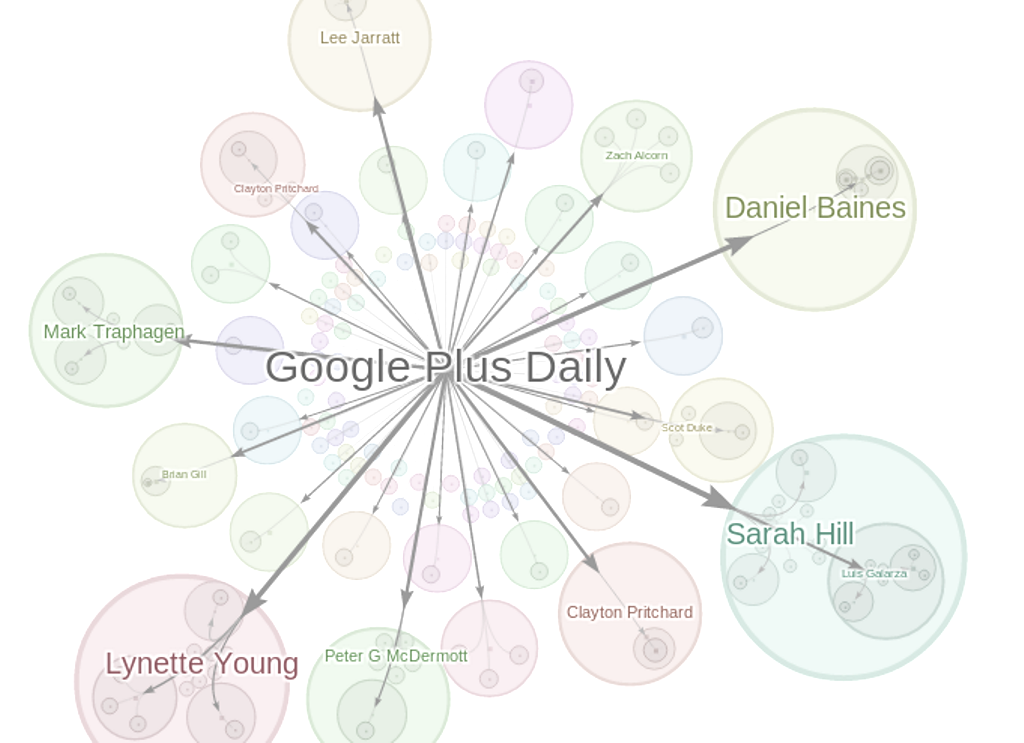 Lee Jarratt
Zach Alcorn
Clayton Pritchard
Daniel Baines
Mark Traphagen
Google Plus Daily
Scot Duke
Brian Gill
Sarah Hill
Luis Galarza
Clayton Pritchard
Peter G McDermott
Lynette Young